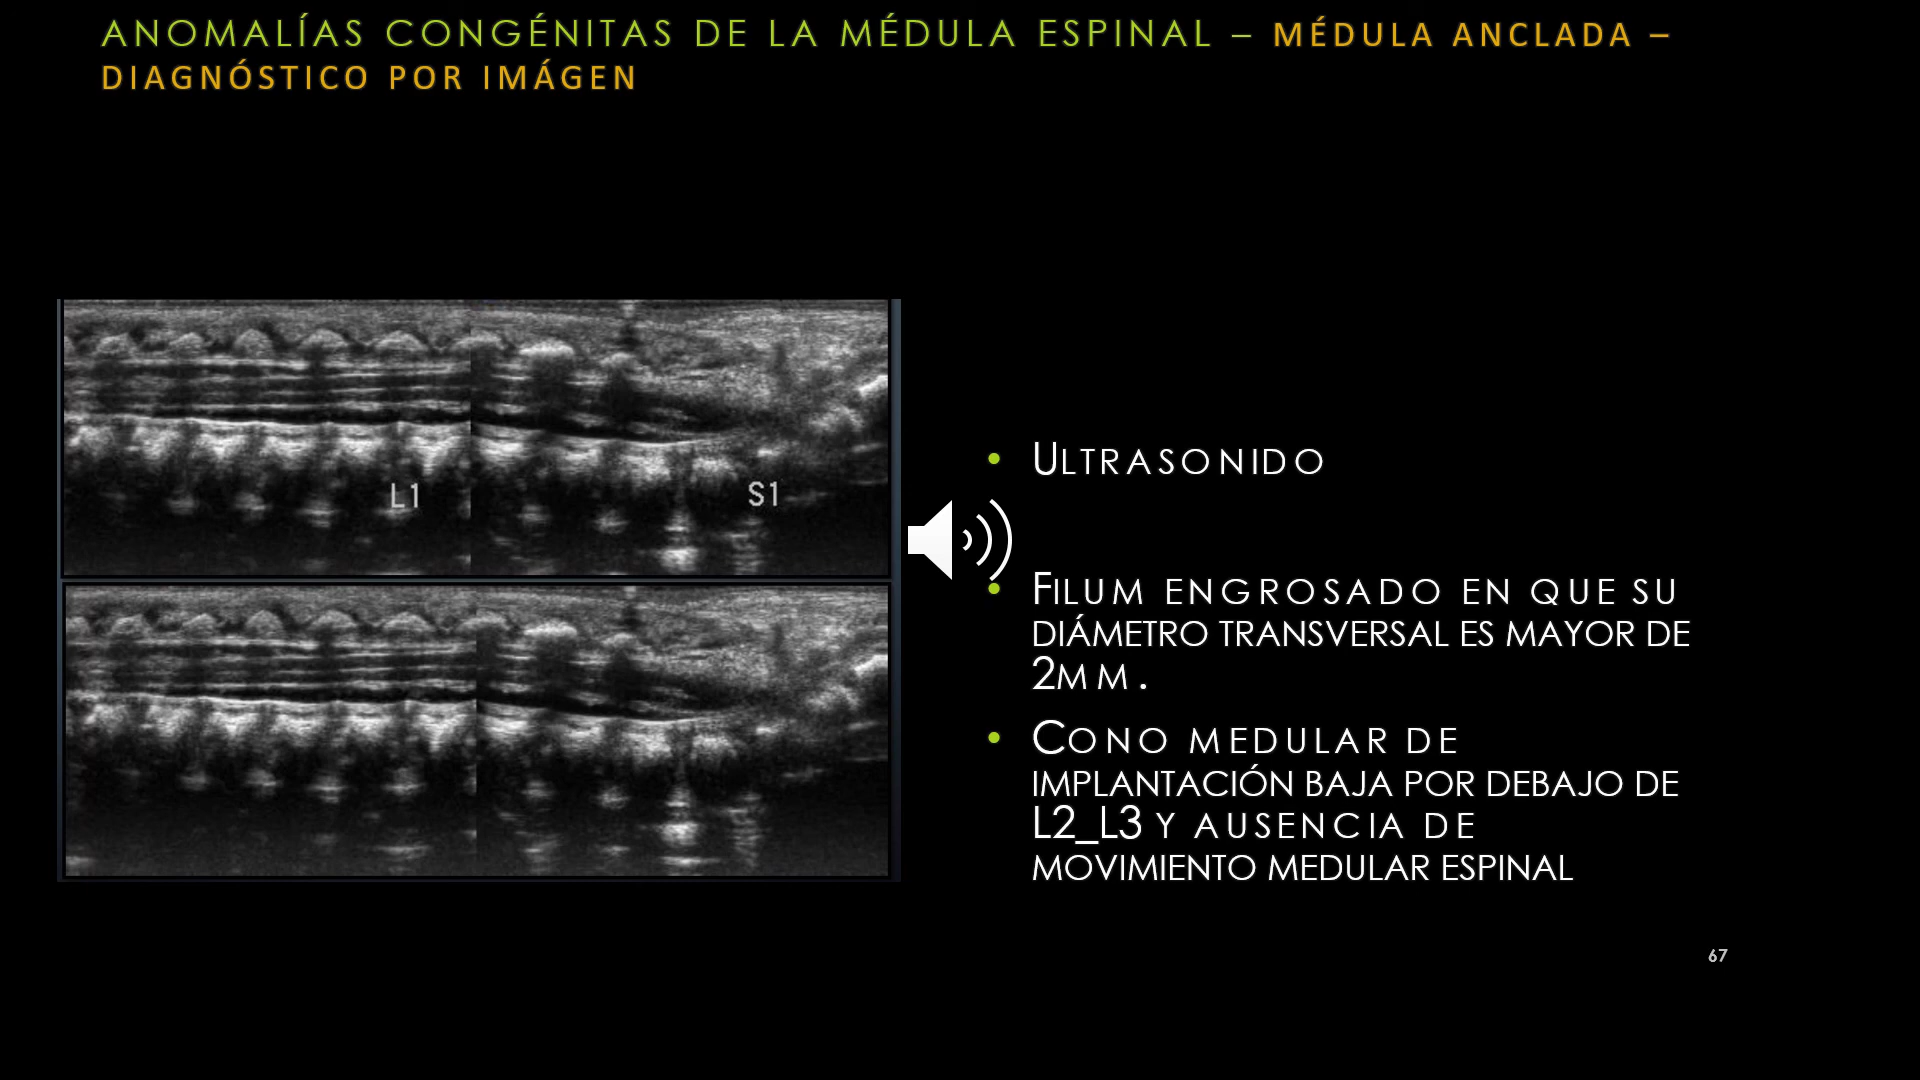 ANOMALÍAS CONGÉNITAS DE LA MÉDULA ESPINAL – MÉDULA ANCLADA –
DIAGNÓSTICO POR IMÁGEN
L1
S1
• ULTRASONIDO
• FILUM ENGROSADO EN QUE SU
DIÁMETRO TRANSVERSAL ES MAYOR DE
2MM.
• CONO MEDULAR DE
IMPLANTACIÓN BAJA POR DEBAJO DE
L2_L3 Y AUSENCIA DE
MOVIMIENTO MEDULAR ESPINAL
67